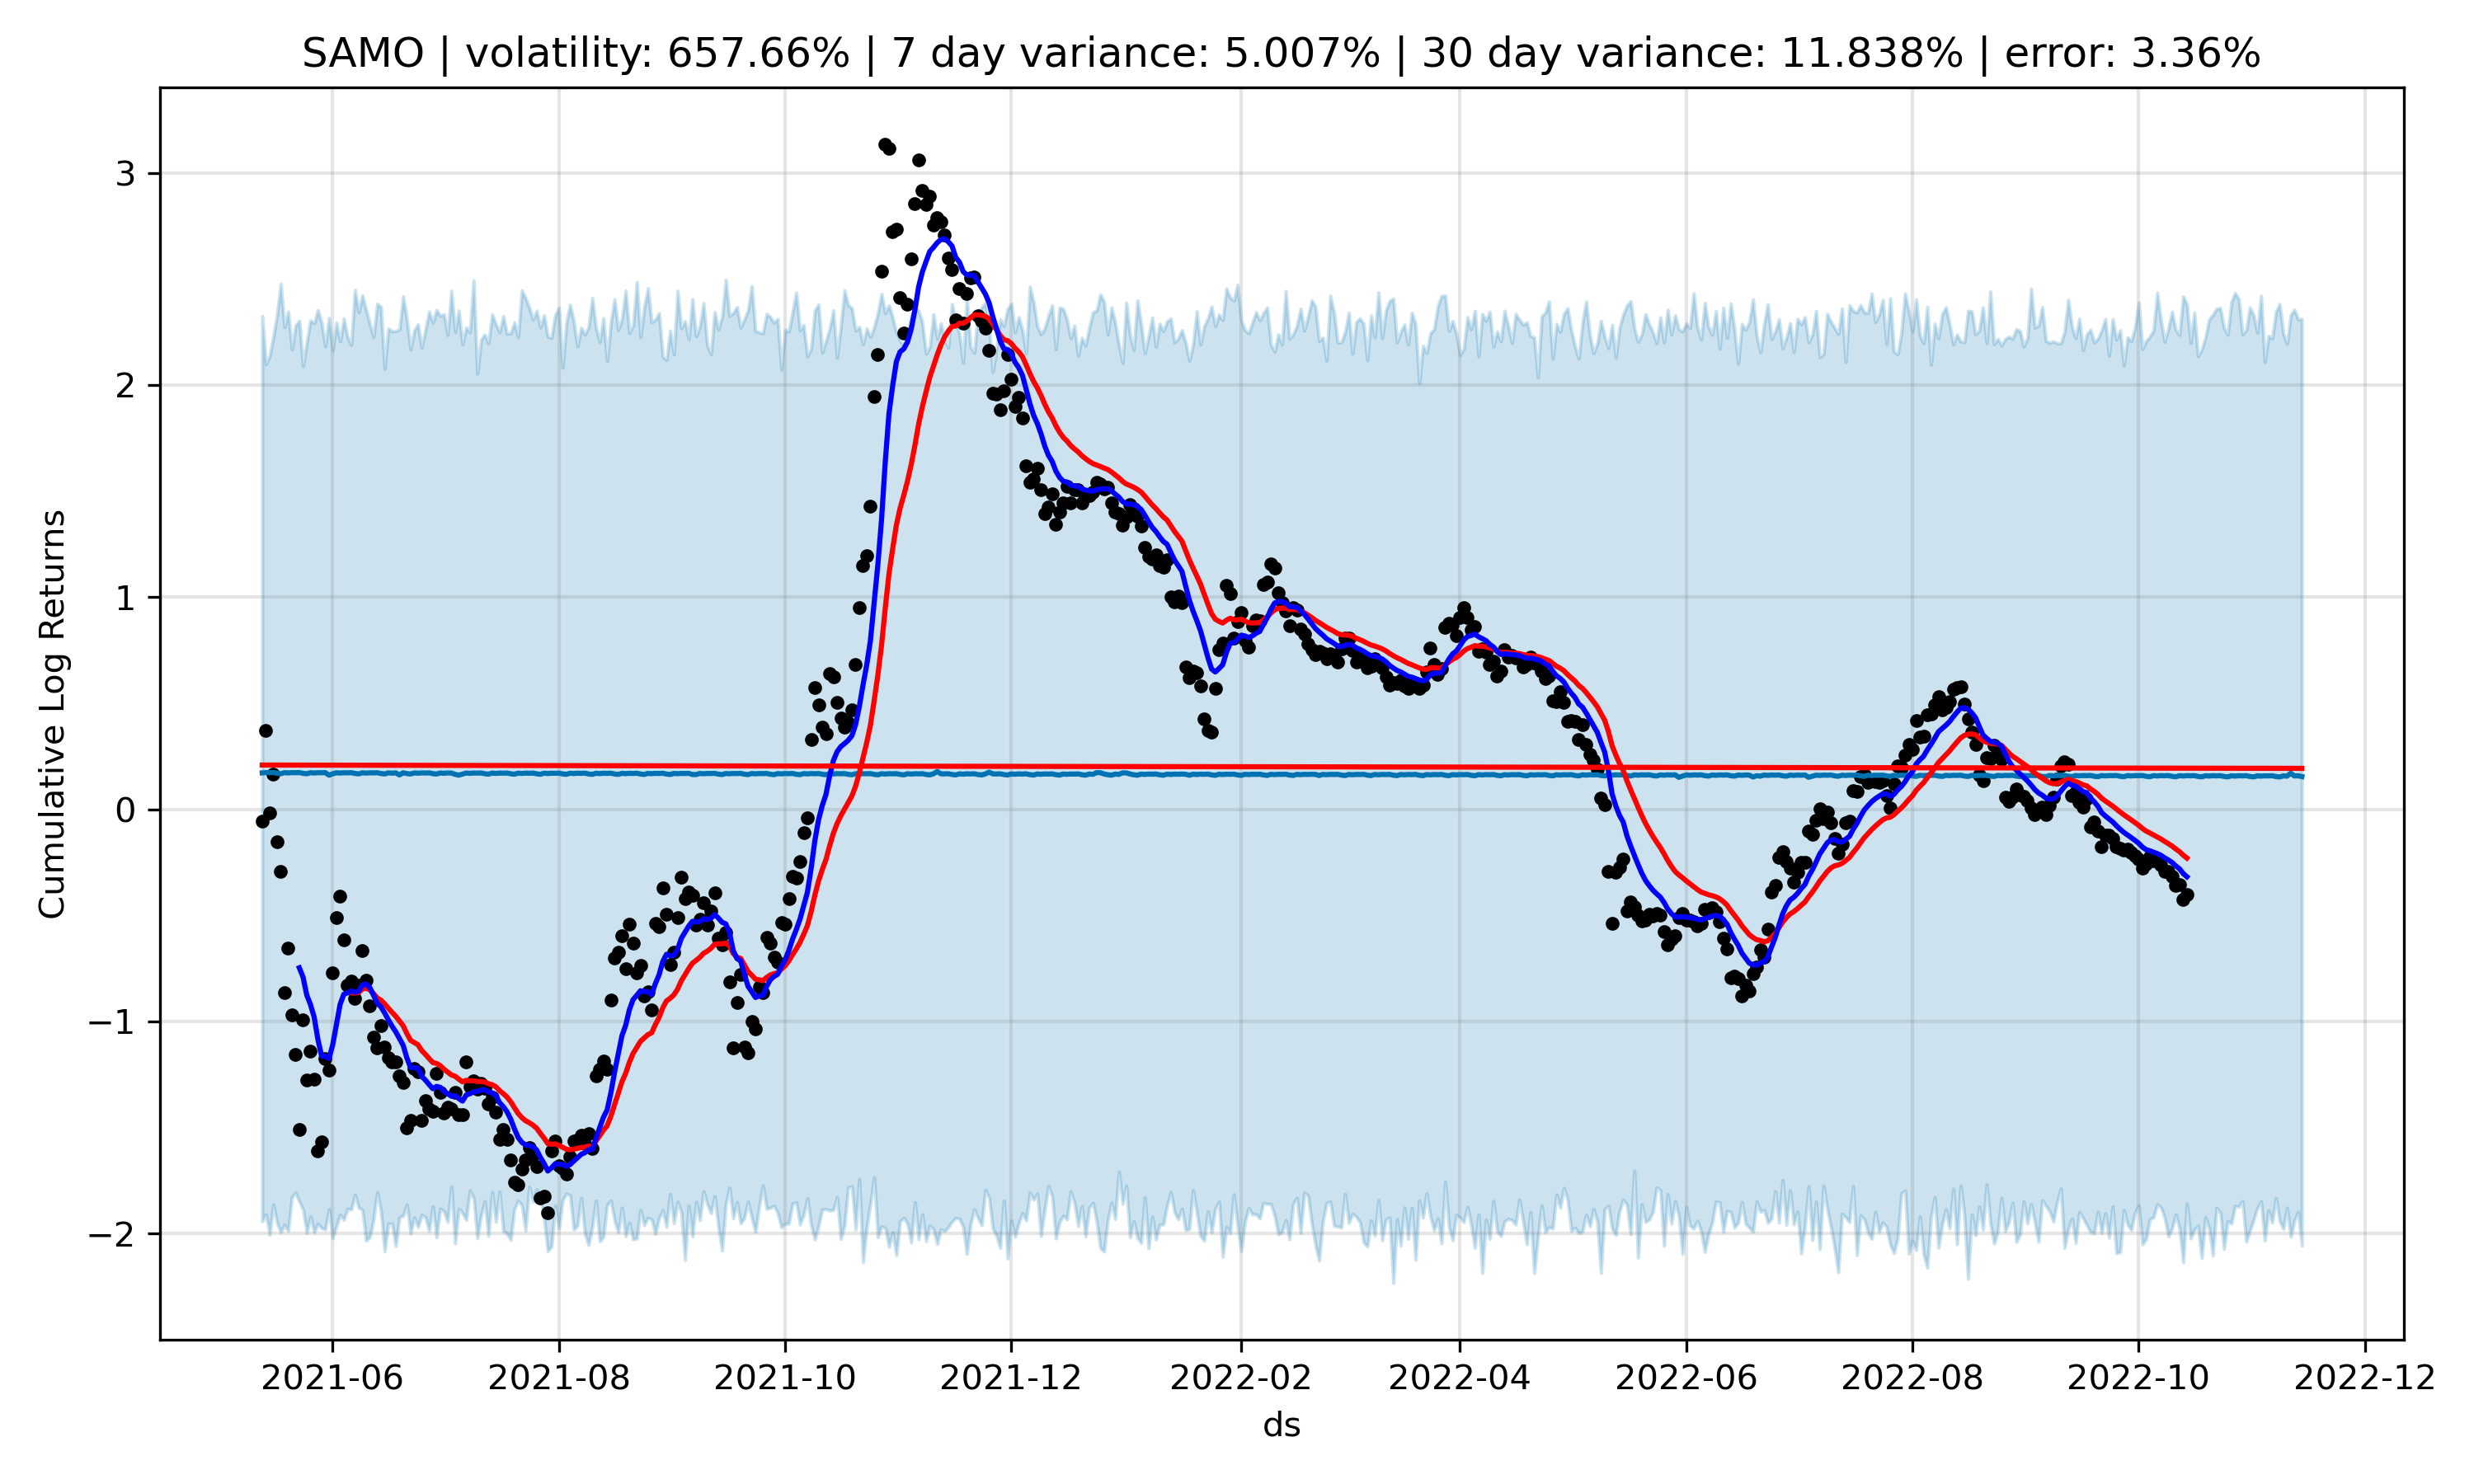 SAMO | volatility: 657.66% | 7 day variance: 5.007% | 30 day variance: 11.838% | error: 3.36%
Cumulative Log Returns
3
2
1
0
−1
−2
2021-06 2021-08 2021-10 2021-12 2022-02 2022-04 2022-06 2022-08 2022-10 2022-12
ds